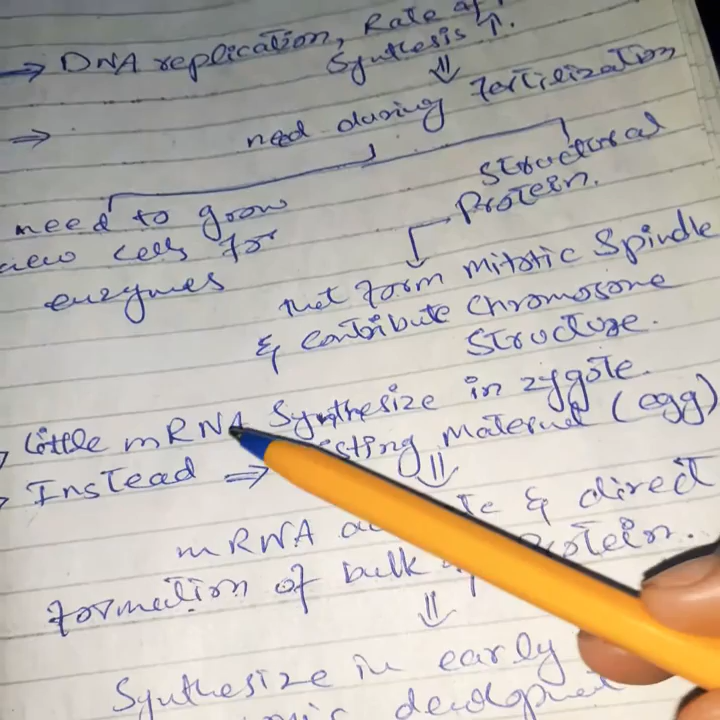 ⇒ DNA replication, Rate of
Synthesis ↑.
⇓
⇒ need during Fertilization
need to grow
new cells for
enzymes
Structural
Protein.
that form mitotic Spindle
& contribute Chromosome
Structure.
Little mRNA Synthesize in zygote.
Instead ⇒ maternal (egg)
⇓
mRNA & direct
formation of bulk Protein.
⇓
Synthesize in early